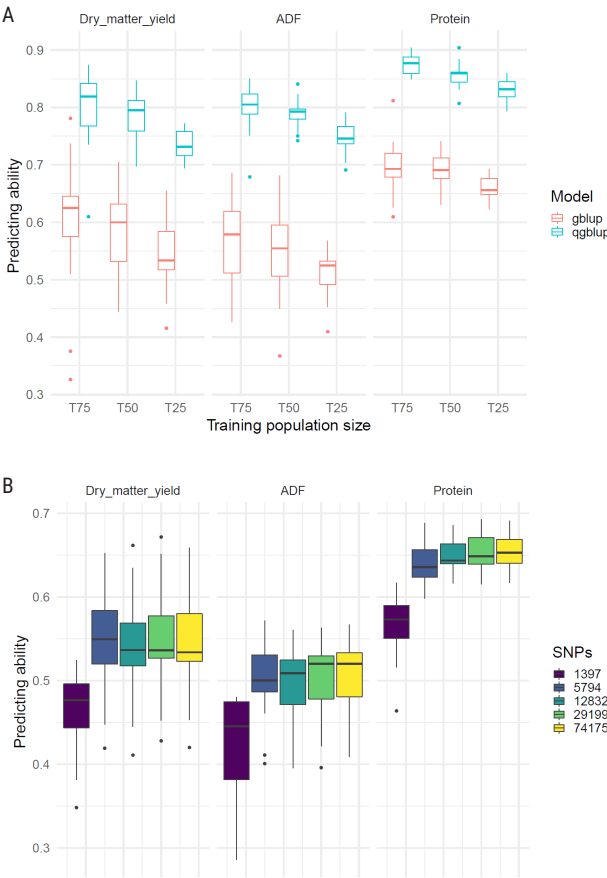 A
Dry_matter_yield ADF Protein
0.9
0.8
0.7
0.6
0.5
0.4
0.3
Predicting ability
T75 T50 T25 T75 T50 T25 T75 T50 T25
Training population size
Model
gblup
qgblup
B
Dry_matter_yield ADF Protein
0.7
0.6
0.5
0.4
0.3
Predicting ability
SNPs
1397
5794
12832
29199
74175